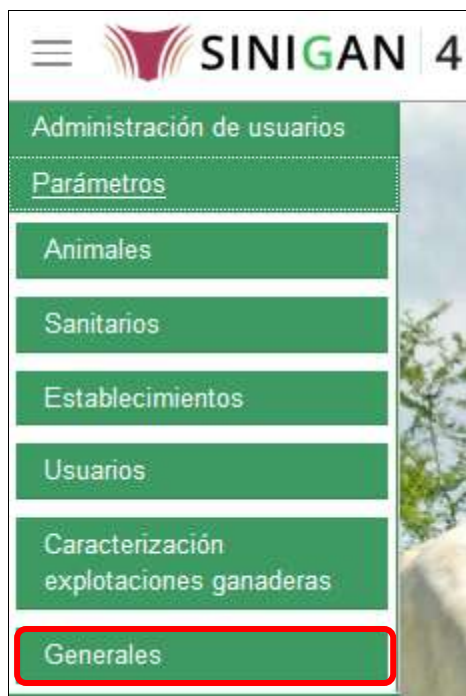 SINIGAN 4
Administración de usuarios
Parámetros
Animales
Sanitarios
Establecimientos
Usuarios
Caracterización
explotaciones ganaderas
Generales